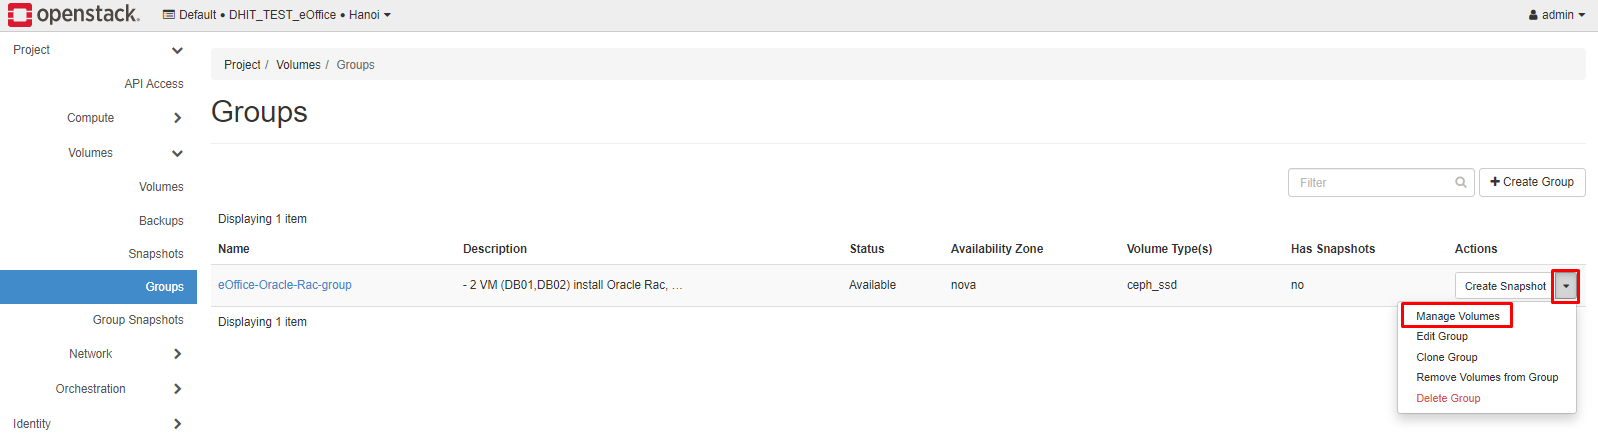 openstack.
Default • DHIT_TEST_eOffice • Hanoi
admin
Project
API Access
Compute
Volumes
Volumes
Backups
Snapshots
Groups
Group Snapshots
Network
Orchestration
Identity
Project / Volumes / Groups
Groups
Filter
+ Create Group
Displaying 1 item
Name Description Status Availability Zone Volume Type(s) Has Snapshots Actions
eOffice-Oracle-Rac-group - 2 VM (DB01,DB02) install Oracle Rac, … Available nova ceph_ssd no Create Snapshot
Displaying 1 item
Manage Volumes
Edit Group
Clone Group
Remove Volumes from Group
Delete Group